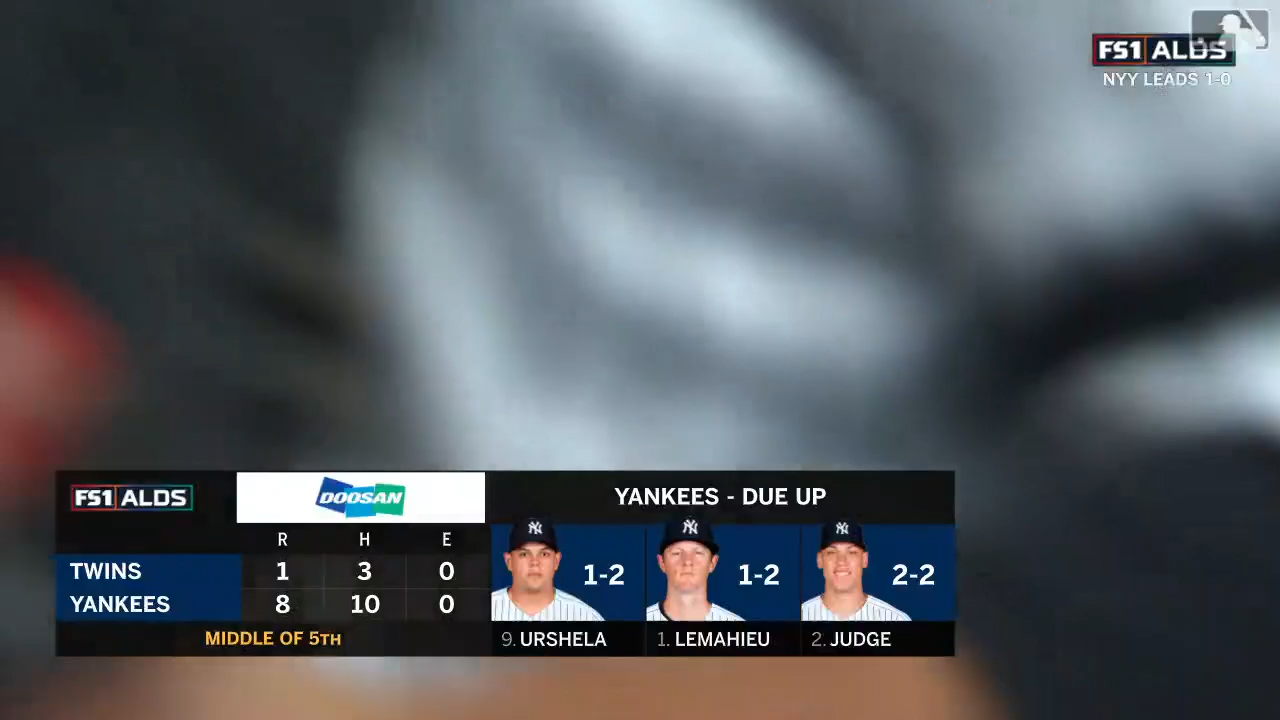 FS1 ALDS
NYY LEADS 1-0
FS1 ALDS
DOOSAN
YANKEES - DUE UP
R H E
TWINS 1 3 0
YANKEES 8 10 0
MIDDLE OF 5TH
1-2
1-2
2-2
9. URSHELA
1. LEMAHIEU
2. JUDGE